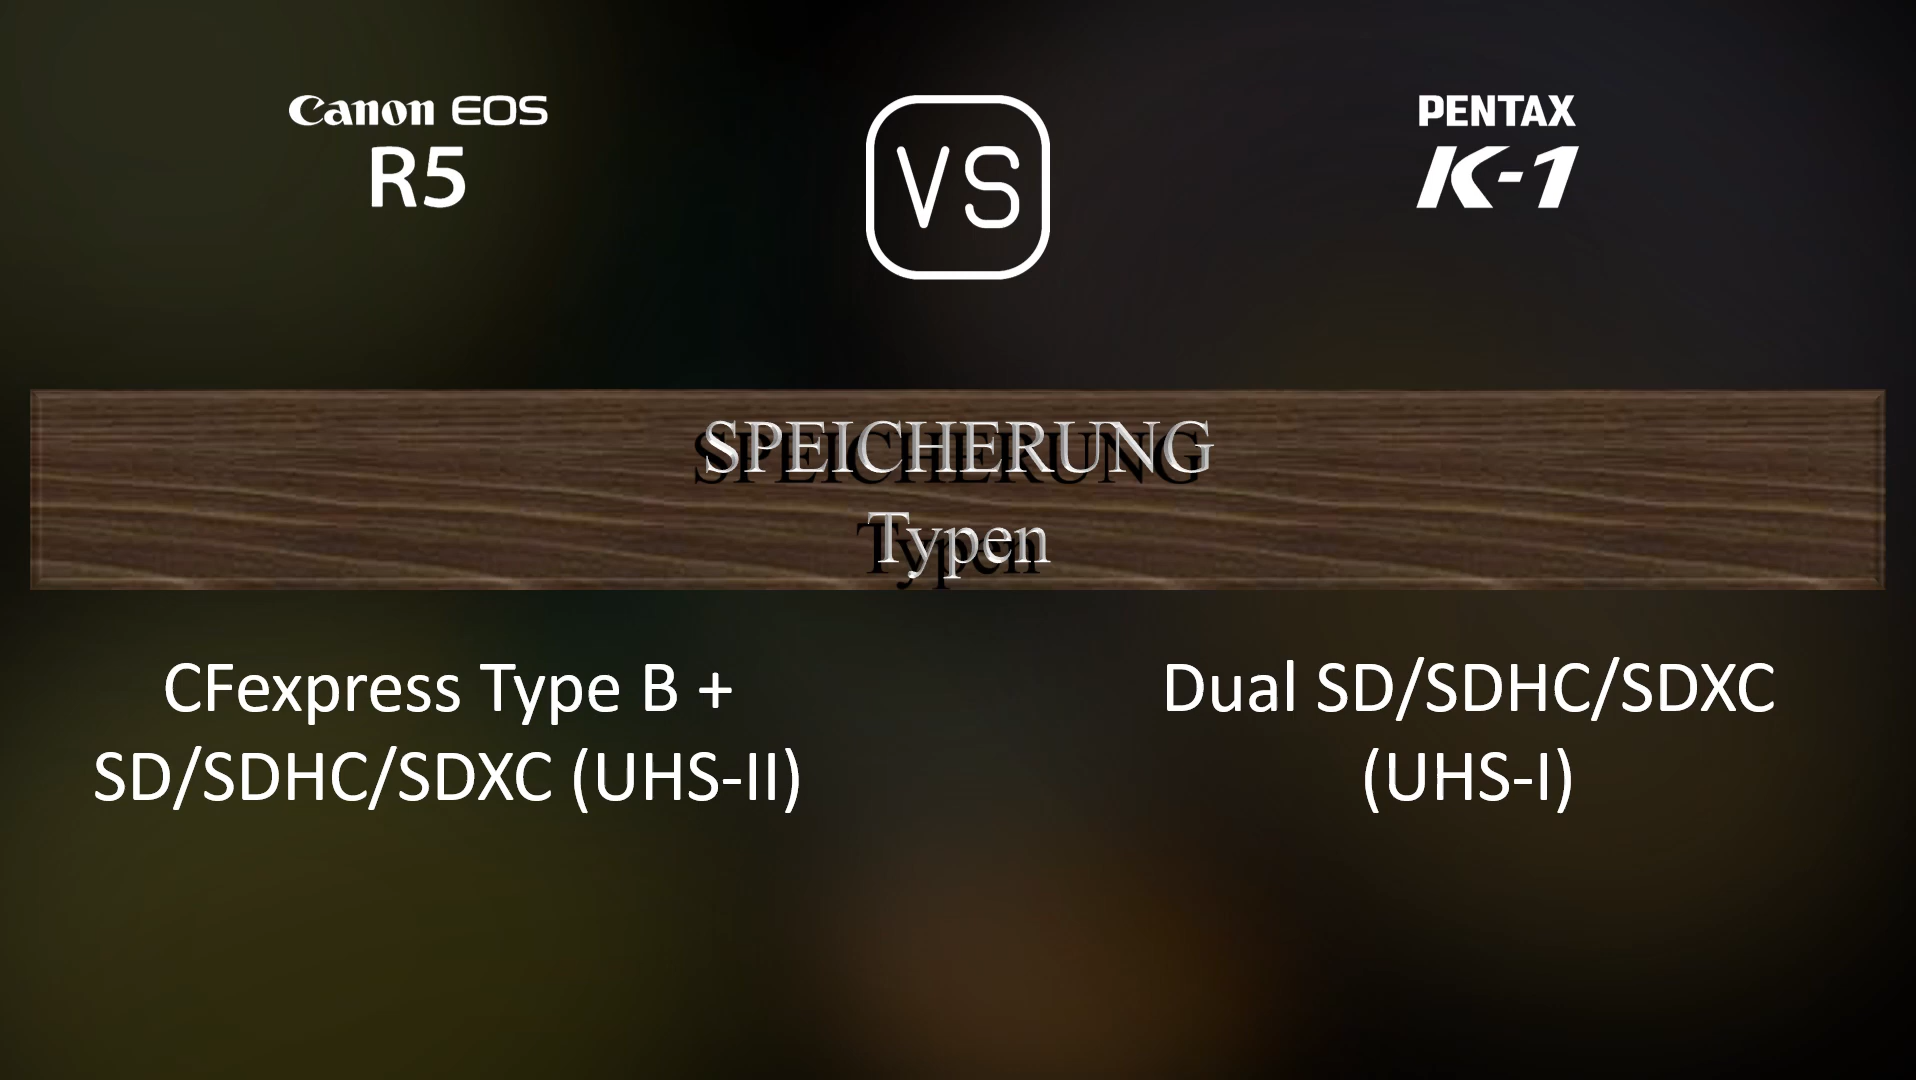 Canon EOS
R5
VS
PENTAX
K-1
SPEICHERUNG
Typen
CFexpress Type B +
SD/SDHC/SDXC (UHS-II)
Dual SD/SDHC/SDXC
(UHS-I)